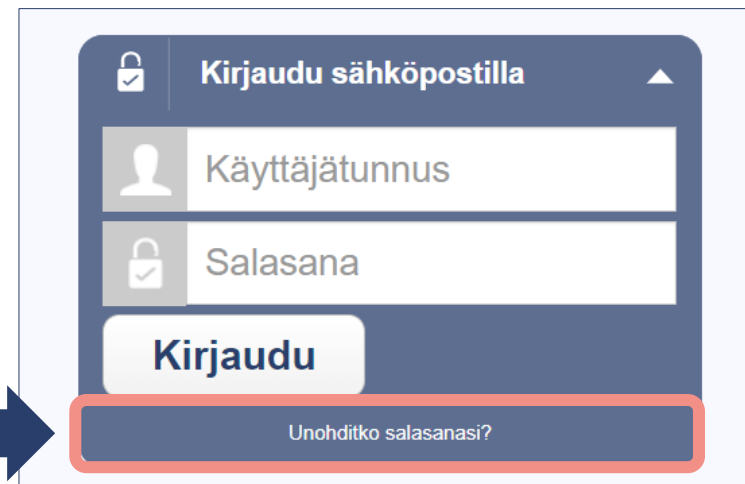 Kirjaudu sähköpostilla
Käyttäjätunnus
Salasana
Kirjaudu
Unohditko salasanasi?